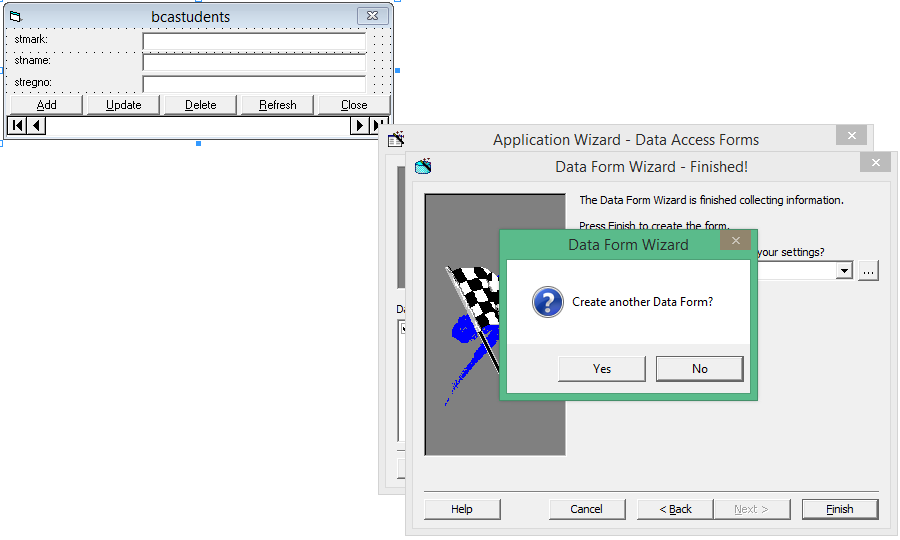 bcastudents
stmark:
stname:
stregno:
Add Update Delete Refresh Close
Application Wizard - Data Access Forms
Data Form Wizard - Finished!
The Data Form Wizard is finished collecting information.
Press Finish to create the form.
your settings?
...
Data Form Wizard
Create another Data Form?
Yes No
Da
Help Cancel < Back Next > Finish